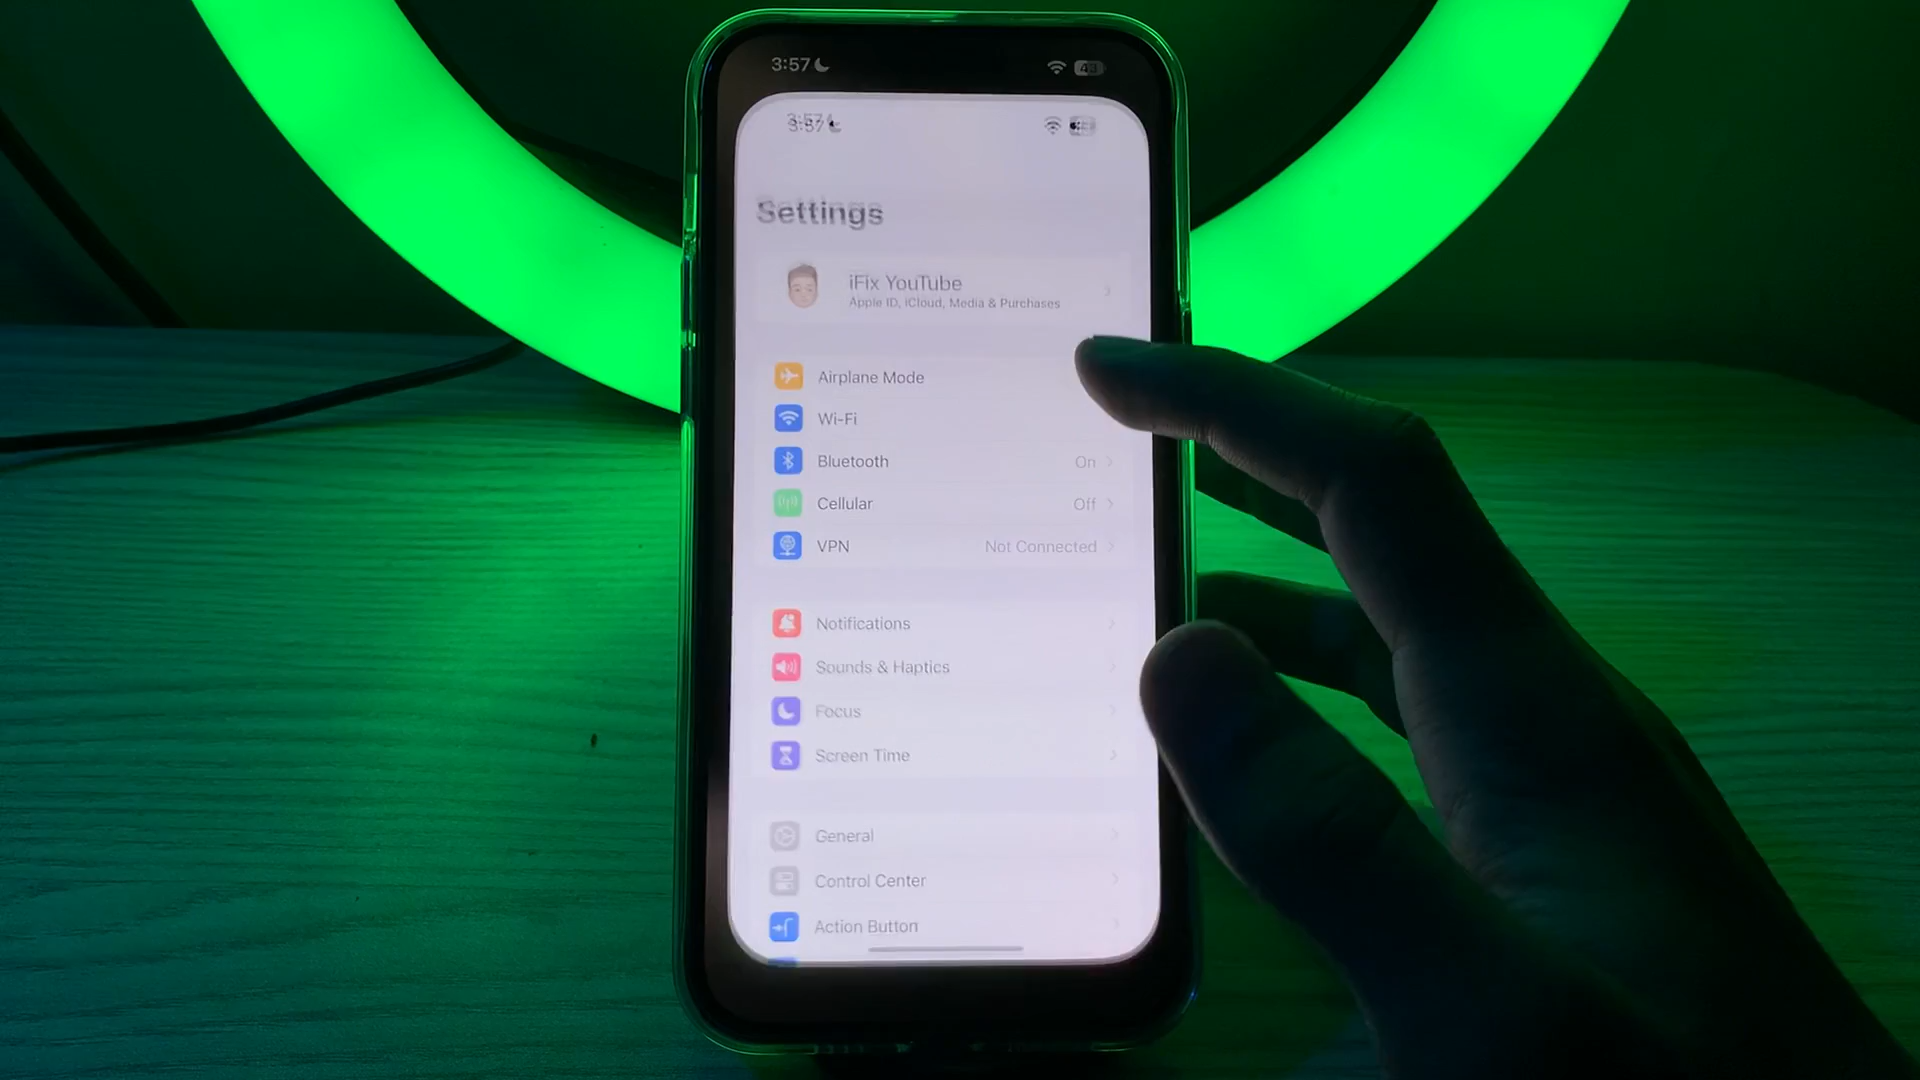 3:57
43
3:57
Settings
iFix YouTube
Apple ID, iCloud, Media & Purchases
Airplane Mode
Wi-Fi
Bluetooth On
Cellular Off
VPN Not Connected
Notifications
Sounds & Haptics
Focus
Screen Time
General
Control Center
Action Button